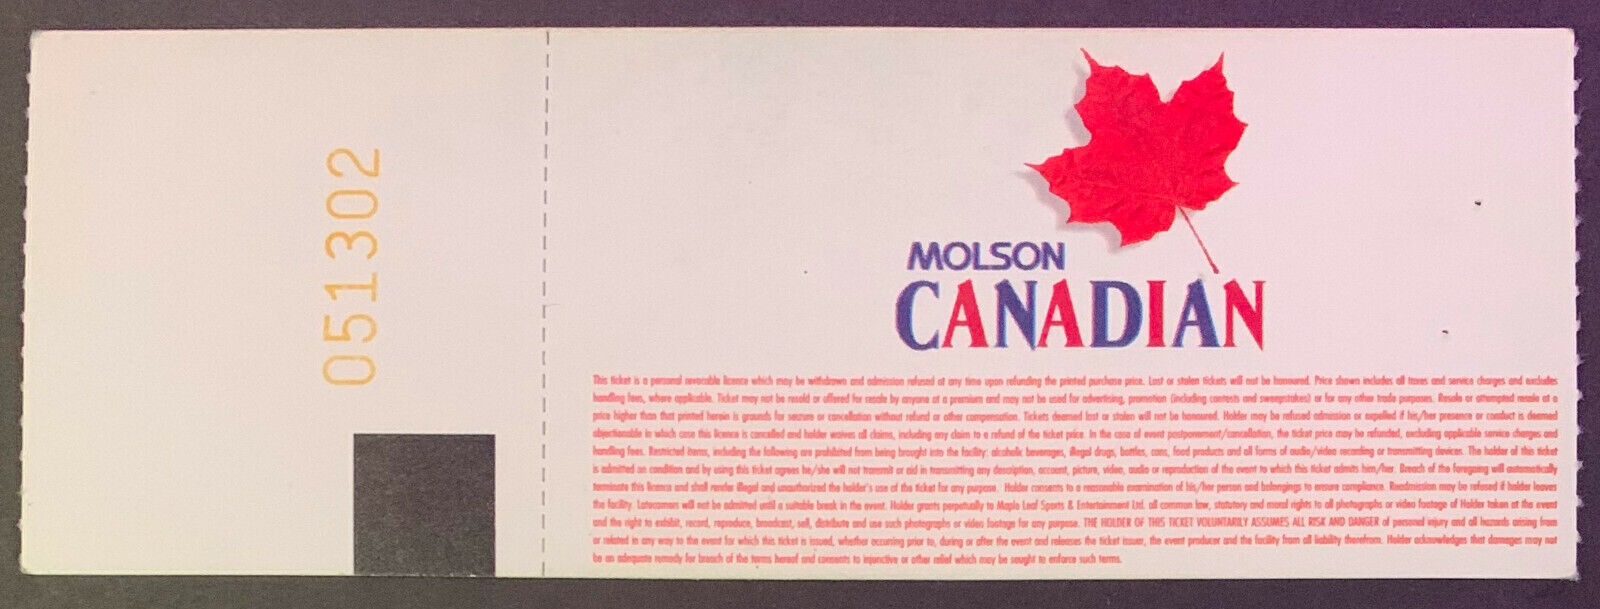 051302
MOLSON
CANADIAN
This ticket is a personal revocable licence which may be withdrawn and admission refused at any time upon refunding the printed purchase price. Lost or stolen tickets will not be honoured. Price shown includes all taxes and service charges and excludes
handling fees, where applicable. Ticket may not be resold or offered for resale by anyone at a premium and may not be used for advertising, promotion (including contests and sweepstakes) or for any other trade purposes. Resale or attempted resale at a
price higher than that printed herein is grounds for seizure or cancellation without refund or other compensation. Tickets deemed lost or stolen will not be honoured. Holder may be refused admission or expelled if his/her presence or conduct is deemed
objectionable in which case this licence is cancelled and holder waives all claims, including any claim to a refund of the ticket price. In the case of event postponement/cancellation, the ticket price may be refunded, excluding applicable service charges and
handling fees. Restricted items, including the following are prohibited from being brought into the facility: alcoholic beverages, illegal drugs, bottles, cans, food products and all forms of audio/video recording or transmitting devices. The holder of this ticket
is admitted on condition and by using this ticket agrees he/she will not transmit or aid in transmitting any description, account, picture, video, audio or reproduction of the event to which this ticket admits him/her. Breach of the foregoing will automatically
terminate this licence and shall render illegal and unauthorized the holder's use of the ticket for any purpose. Holder consents to a reasonable examination of his/her person and belongings to ensure compliance. Readmission may be refused if holder leaves
the facility. Latecomers will not be admitted until a suitable break in the event. Holder grants perpetually to Maple Leaf Sports & Entertainment Ltd. all common law, statutory and moral rights to all photographs or video footage of Holder taken at the event
and the right to exhibit, record, reproduce, broadcast, sell, distribute and use such photographs or video footage for any purpose. THE HOLDER OF THIS TICKET VOLUNTARILY ASSUMES ALL RISK AND DANGER of personal injury and all hazards arising from
or related in any way to the event for which this ticket is issued, whether occurring prior to, during or after the event and releases the ticket issuer, the event producer and the facility from all liability therefrom. Holder acknowledges that damages may not
be an adequate remedy for breach of the terms hereof and consents to injunctive or other relief which may be sought to enforce such terms.